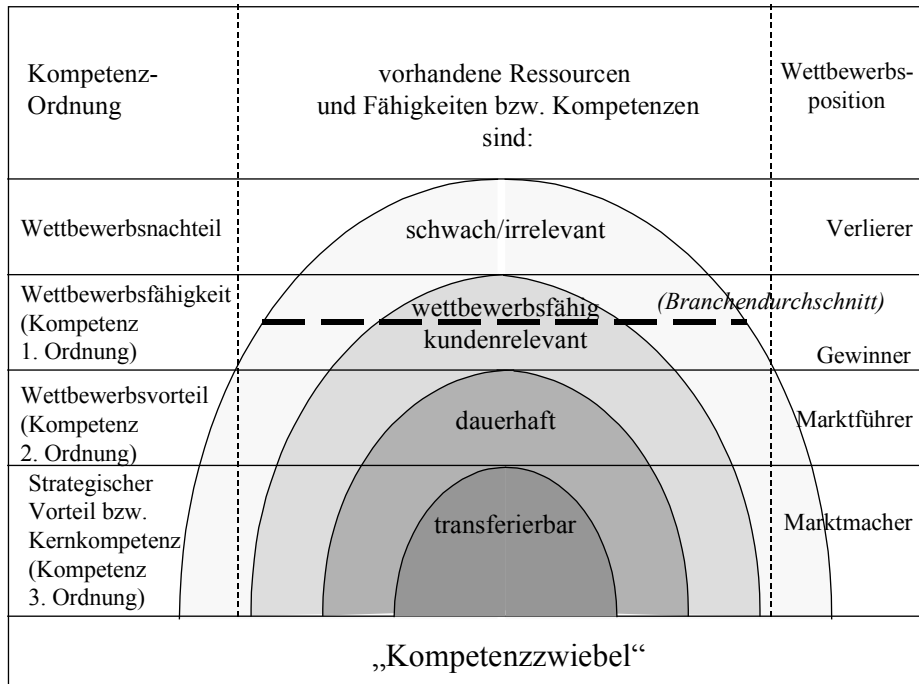 Kompetenz-
Ordnung
vorhandene Ressourcen
und Fähigkeiten bzw. Kompetenzen
sind:
Wettbewerbs-
position
Wettbewerbsnachteil
schwach/irrelevant
Verlierer
Wettbewerbsfähigkeit
(Kompetenz
1. Ordnung)
wettbewerbsfähig
kundenrelevant
(Branchendurchschnitt)
Gewinner
Wettbewerbsvorteil
(Kompetenz
2. Ordnung)
dauerhaft
Marktführer
Strategischer
Vorteil bzw.
Kernkompetenz
(Kompetenz
3. Ordnung)
transferierbar
Marktmacher
„Kompetenzzwiebel“